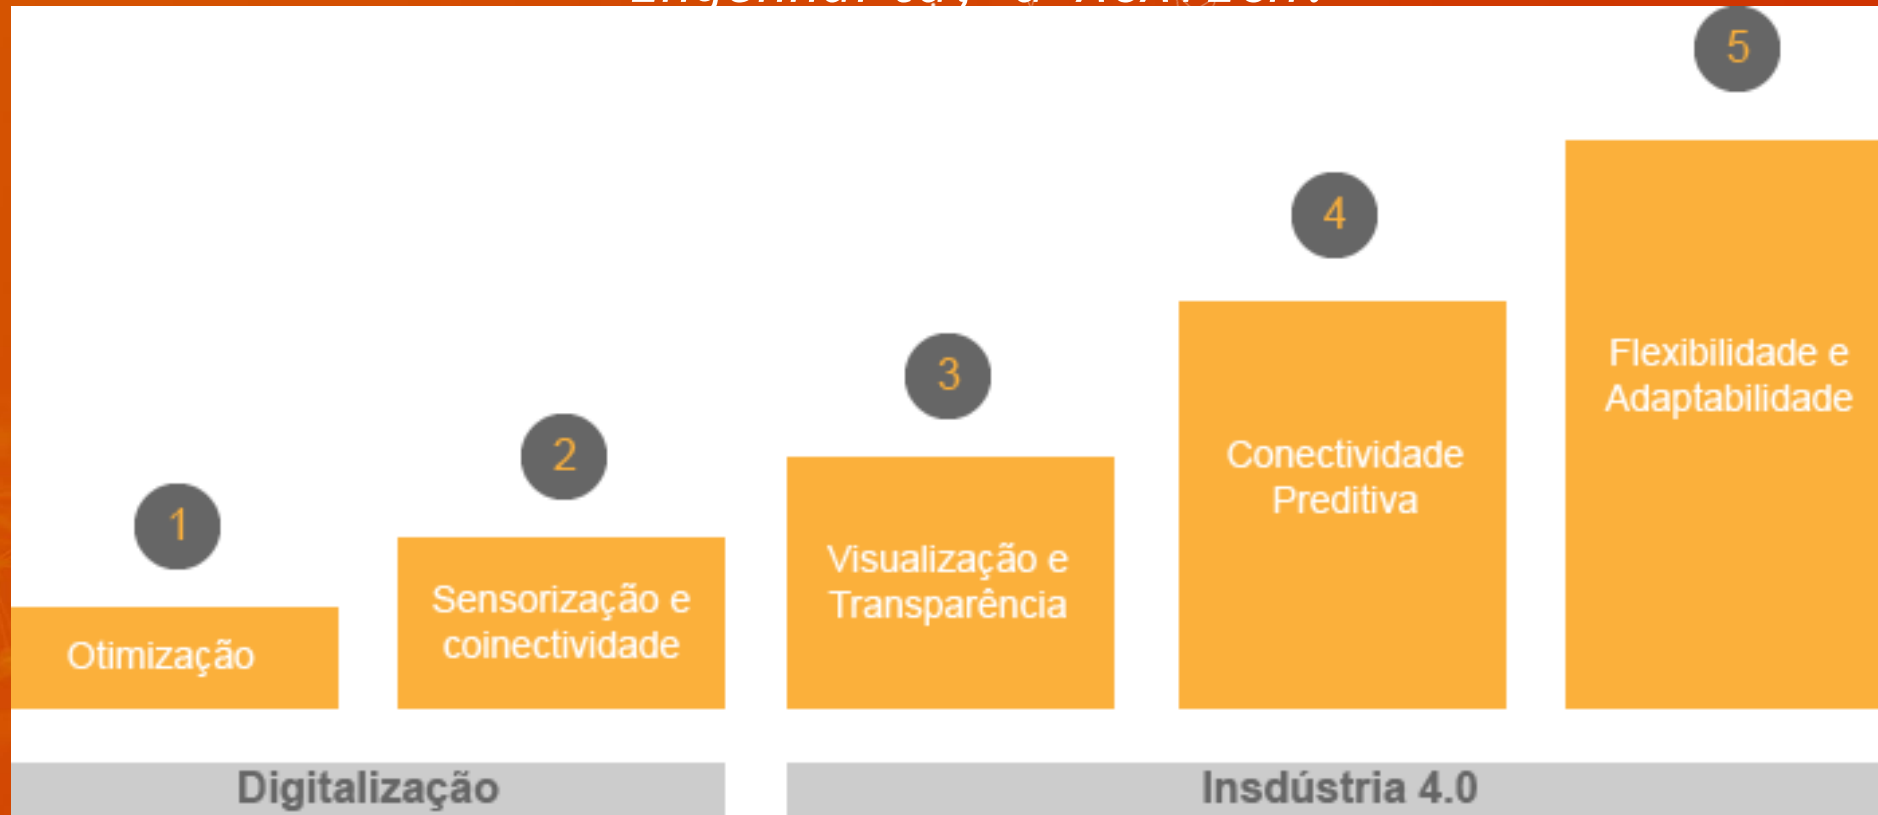 5
4
3
2
1
Flexibilidade e
Adaptabilidade
Conectividade
Preditiva
Visualização e
Transparência
Sensorização e
coinectividade
Otimização
Digitalização
Insdústria 4.0